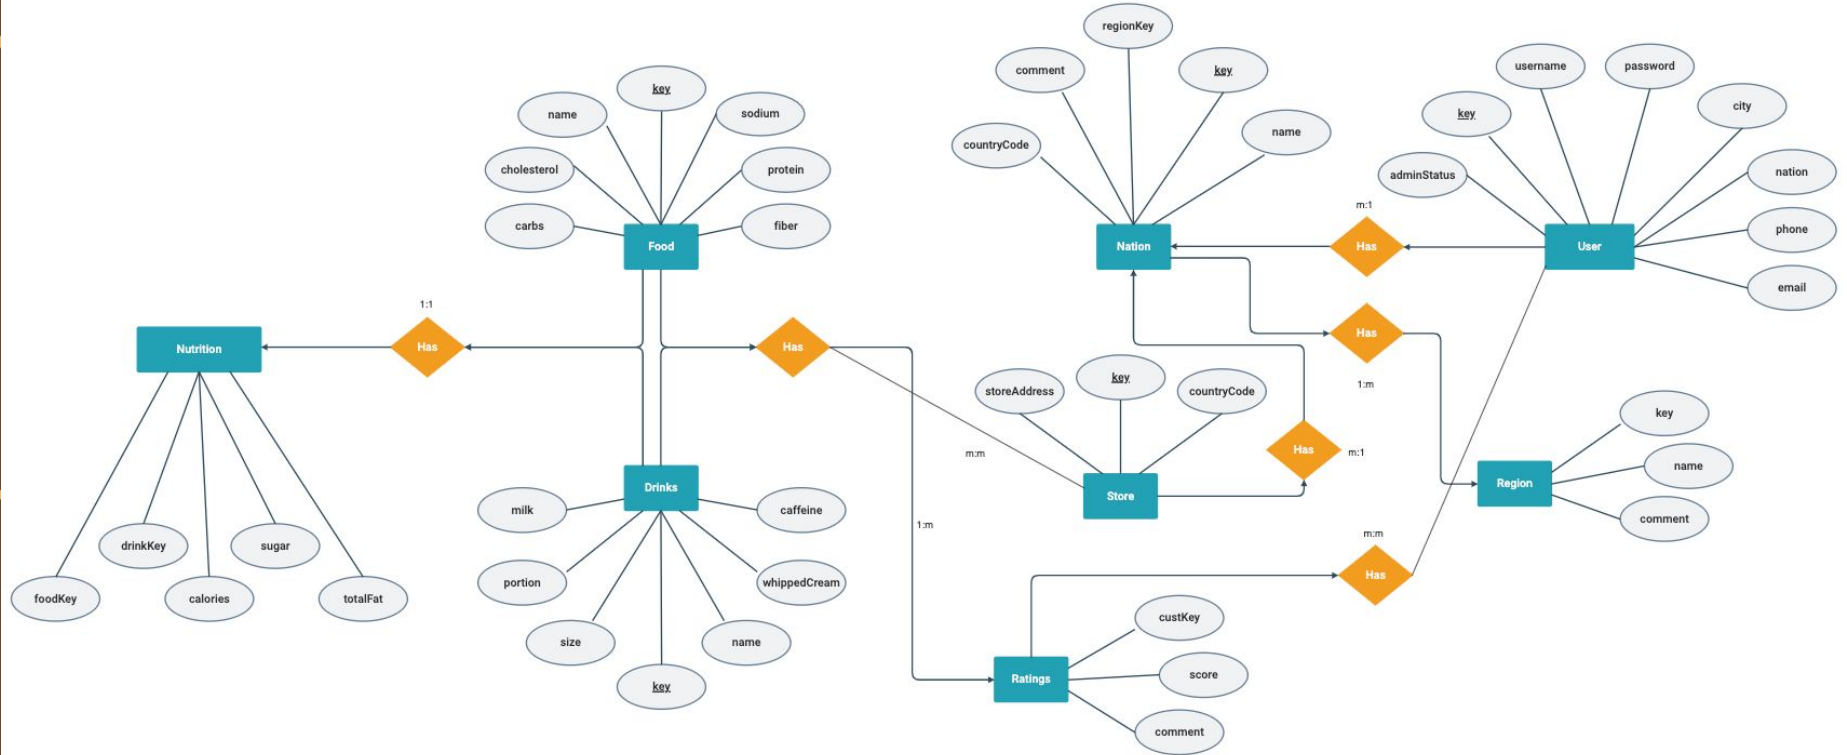 regionKey
comment
key
countryCode
name
username
password
key
city
adminStatus
nation
phone
email
key
name
sodium
cholesterol
protein
carbs
fiber
Food
Nation
m:1
Has
User
1:1
Nutrition
Has
Has
Has
1:m
storeAddress
key
countryCode
m:m
Has
m:1
Store
Region
key
name
comment
foodKey
drinkKey
calories
sugar
totalFat
Drinks
milk
caffeine
portion
whippedCream
size
name
key
1:m
m:m
Has
Ratings
custKey
score
comment